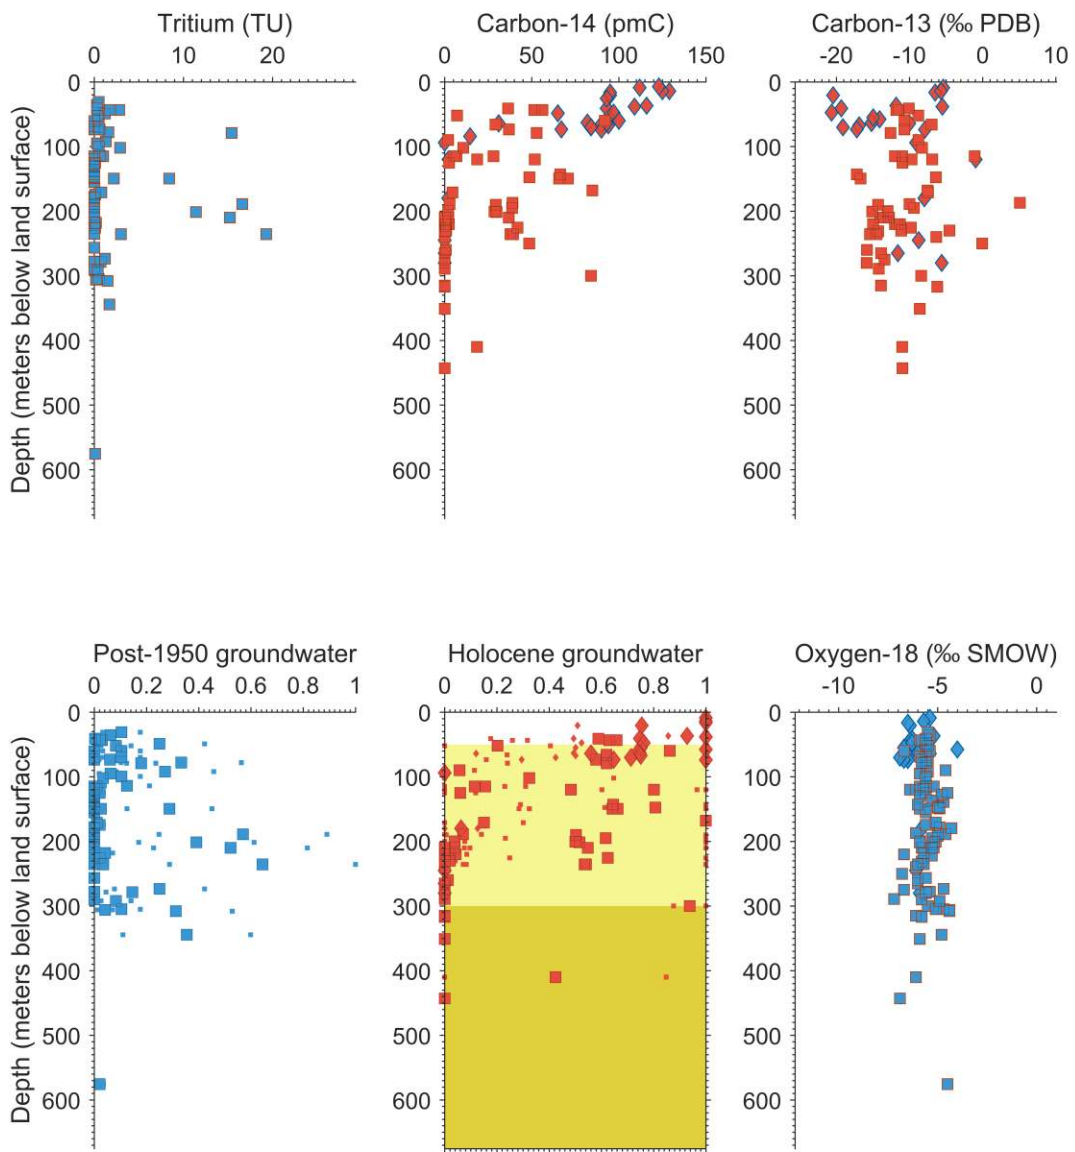 Tritium (TU) Carbon-14 (pmC) Carbon-13 (‰ PDB)
0 10 0 50 100 150 -20 -10 0 10
Depth (meters below land surface)
0 0 0
100 100 100
200 200 200
300 300 300
400 400 400
500 500 500
600 600 600
Post-1950 groundwater Holocene groundwater Oxygen-18 (‰ SMOW)
0 0.2 0.4 0.6 0.8 1 0 0.2 0.4 0.6 0.8 1 -10 -5 0
Depth (meters below land surface)
0 0 0
100 100 100
200 200 200
300 300 300
400 400 400
500 500 500
600 600 600